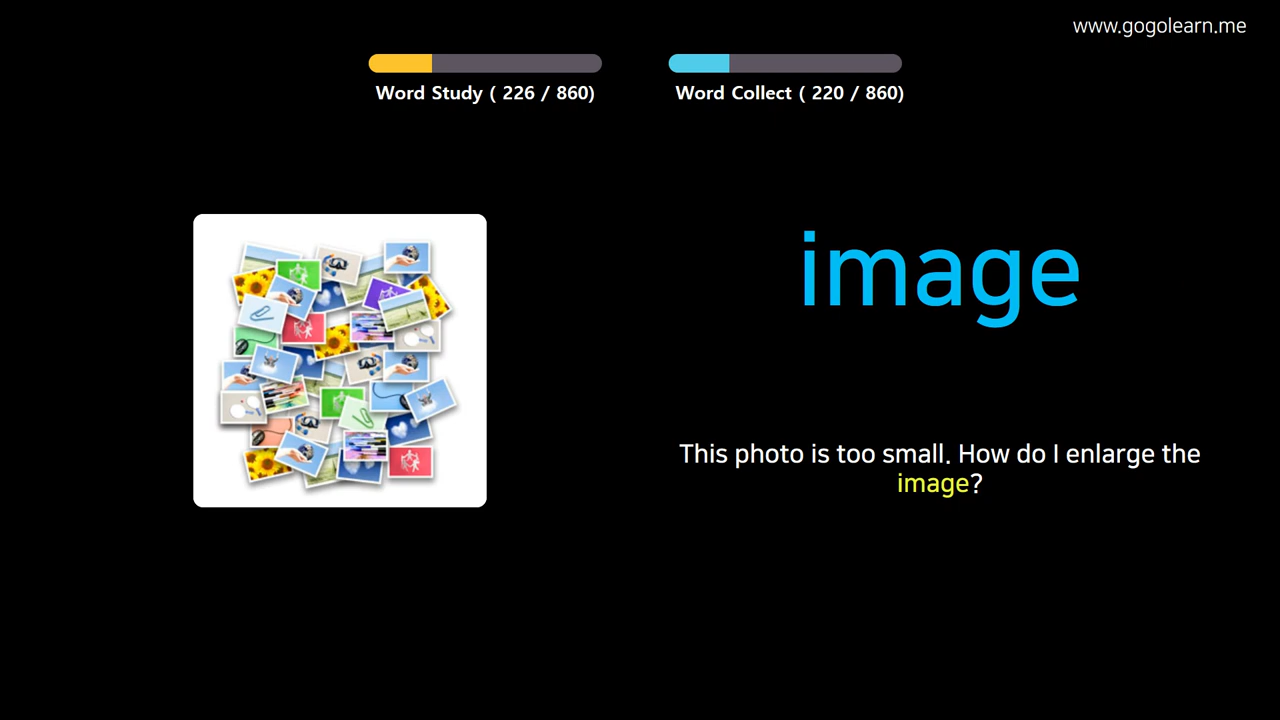 www.gogolearn.me
Word Study ( 226 / 860)
Word Collect ( 220 / 860)
image
This photo is too small. How do I enlarge the
image?